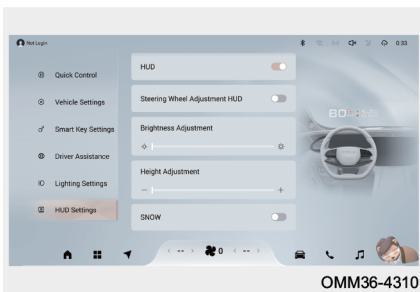 Not Login
0:33
Quick Control
Vehicle Settings
Smart Key Settings
Driver Assistance
Lighting Settings
HUD Settings
HUD
Steering Wheel Adjustment HUD
Brightness Adjustment
Height Adjustment
− +
SNOW
80
< -- > 0 < -- >
OMM36-4310